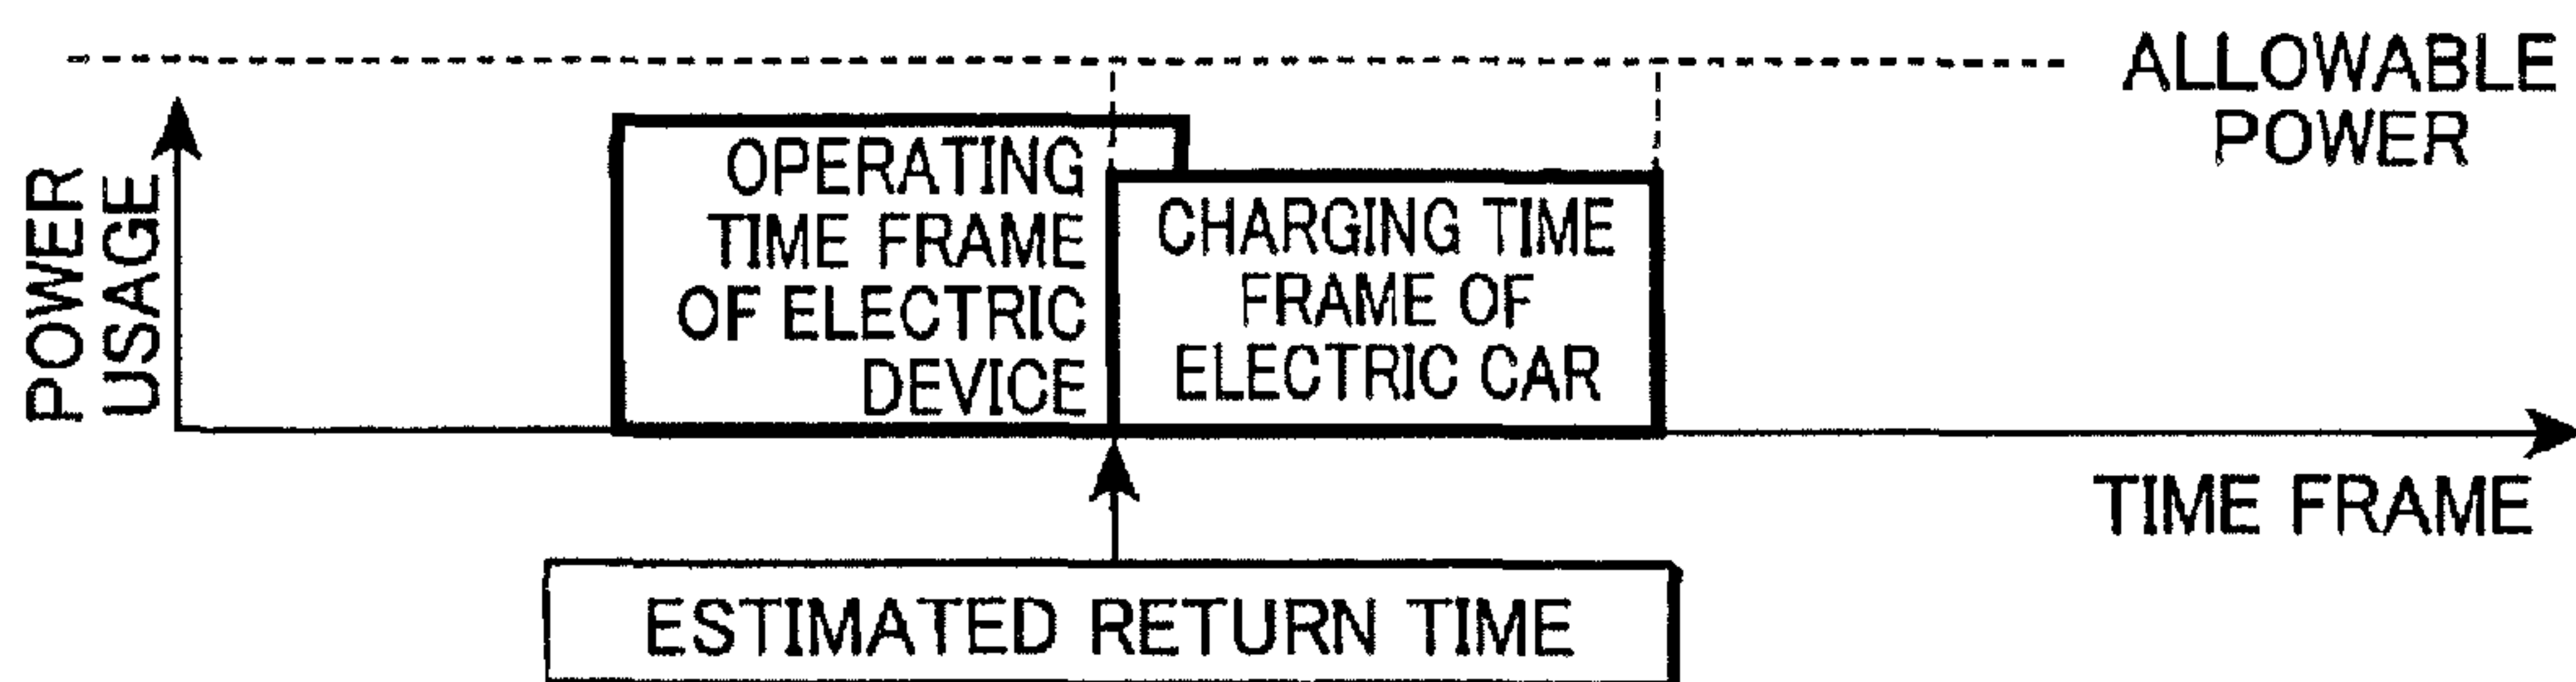 ALLOWABLE
POWER
POWER
USAGE
OPERATING
TIME FRAME
OF ELECTRIC
DEVICE
CHARGING TIME
FRAME OF
ELECTRIC CAR
TIME FRAME
ESTIMATED RETURN TIME